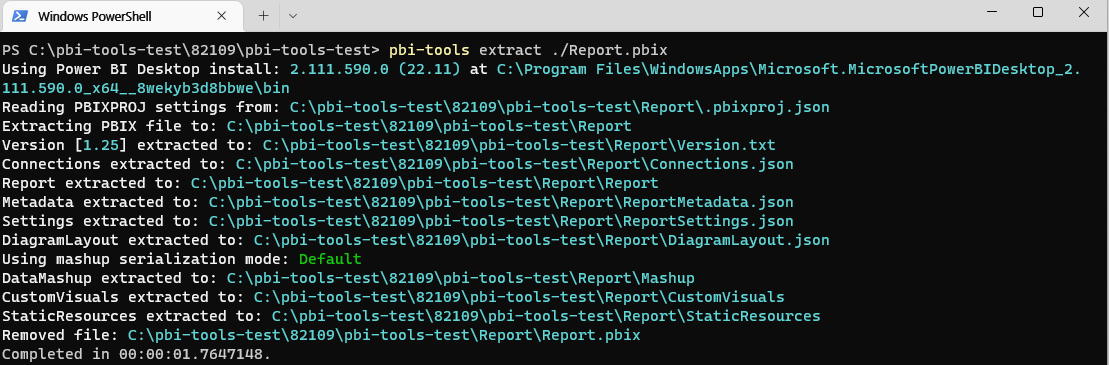 Windows PowerShell
PS C:\pbi-tools-test\82109\pbi-tools-test> pbi-tools extract ./Report.pbix
Using Power BI Desktop install: 2.111.590.0 (22.11) at C:\Program Files\WindowsApps\Microsoft.MicrosoftPowerBIDesktop_2.
111.590.0_x64__8wekyb3d8bbwe\bin
Reading PBIXPROJ settings from: C:\pbi-tools-test\82109\pbi-tools-test\Report\.pbixproj.json
Extracting PBIX file to: C:\pbi-tools-test\82109\pbi-tools-test\Report
Version [1.25] extracted to: C:\pbi-tools-test\82109\pbi-tools-test\Report\Version.txt
Connections extracted to: C:\pbi-tools-test\82109\pbi-tools-test\Report\Connections.json
Report extracted to: C:\pbi-tools-test\82109\pbi-tools-test\Report\Report
Metadata extracted to: C:\pbi-tools-test\82109\pbi-tools-test\Report\ReportMetadata.json
Settings extracted to: C:\pbi-tools-test\82109\pbi-tools-test\Report\ReportSettings.json
DiagramLayout extracted to: C:\pbi-tools-test\82109\pbi-tools-test\Report\DiagramLayout.json
Using mashup serialization mode: Default
DataMashup extracted to: C:\pbi-tools-test\82109\pbi-tools-test\Report\Mashup
CustomVisuals extracted to: C:\pbi-tools-test\82109\pbi-tools-test\Report\CustomVisuals
StaticResources extracted to: C:\pbi-tools-test\82109\pbi-tools-test\Report\StaticResources
Removed file: C:\pbi-tools-test\82109\pbi-tools-test\Report\Report.pbix
Completed in 00:00:01.7647148.